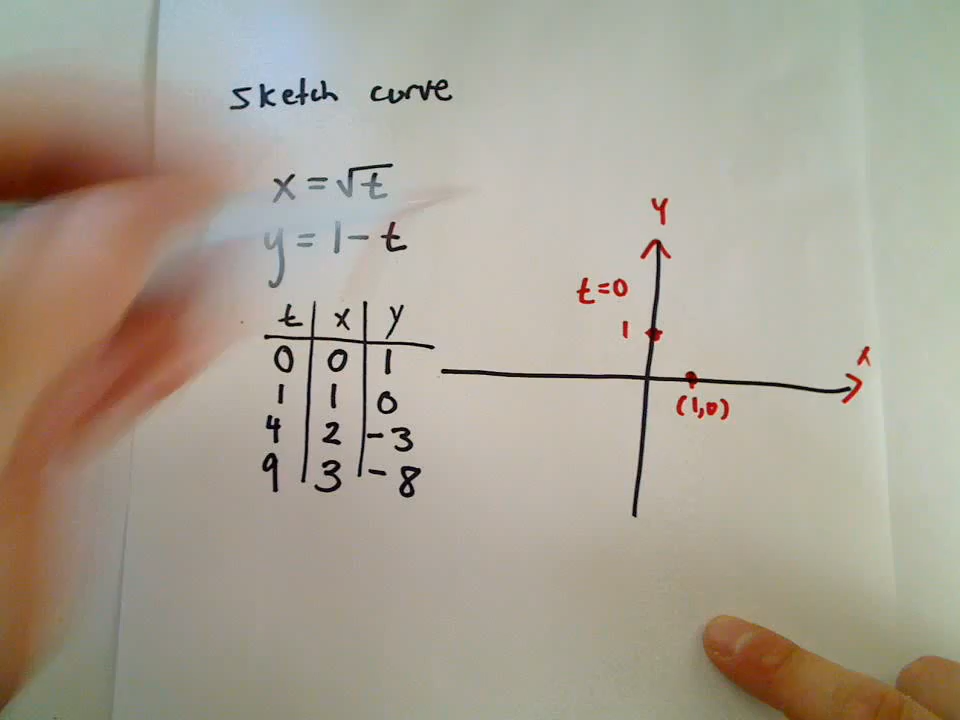 sketch curve
x = √t
y = 1 - t
t x y
0 0 1
1 1 0
4 2 -3
9 3 -8
y
t=0
1
x
(1,0)